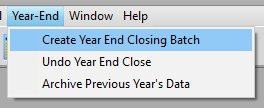 Year-End Window Help
Create Year End Closing Batch
Undo Year End Close
Archive Previous Year's Data